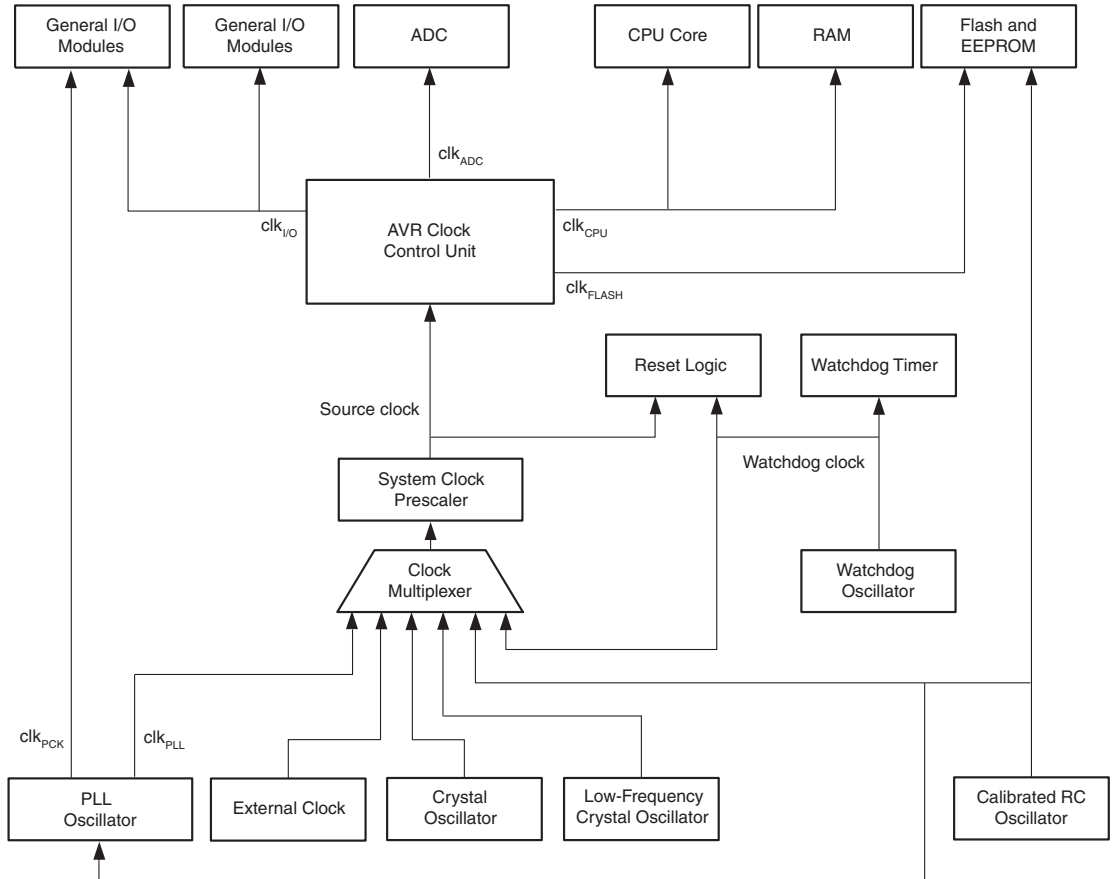 General I/O
Modules
General I/O
Modules
ADC
CPU Core
RAM
Flash and
EEPROM
clkADC
clkI/O
AVR Clock
Control Unit
clkCPU
clkFLASH
Reset Logic
Watchdog Timer
Source clock
Watchdog clock
System Clock
Prescaler
Clock
Multiplexer
Watchdog
Oscillator
clkPCK
clkPLL
PLL
Oscillator
External Clock
Crystal
Oscillator
Low-Frequency
Crystal Oscillator
Calibrated RC
Oscillator